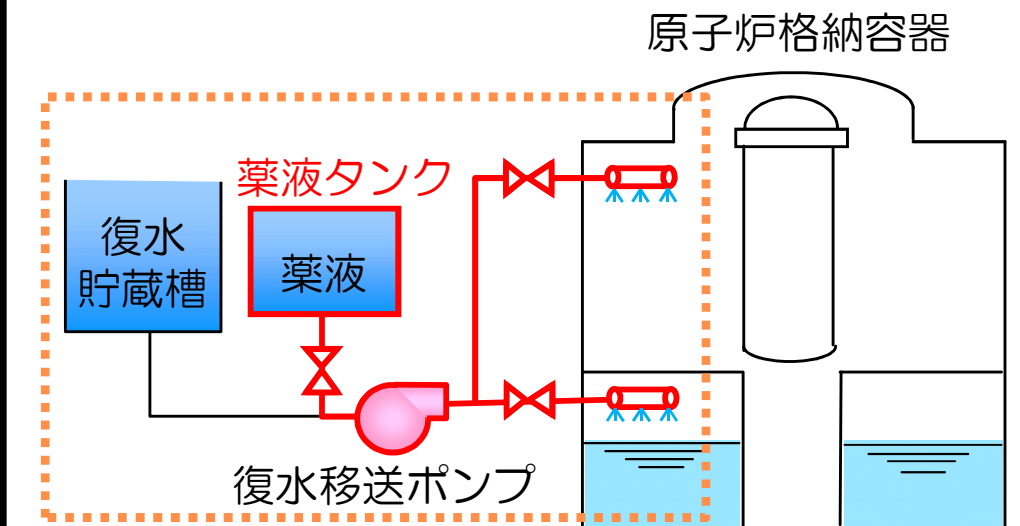 原子炉格納容器
薬液タンク
復水
貯蔵槽
薬液
復水移送ポンプ